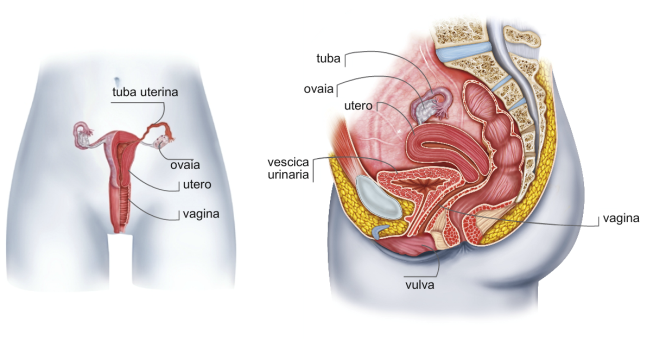 tuba uterina
ovaia
utero
vagina
tuba
ovaia
utero
vescica
urinaria
vagina
vulva